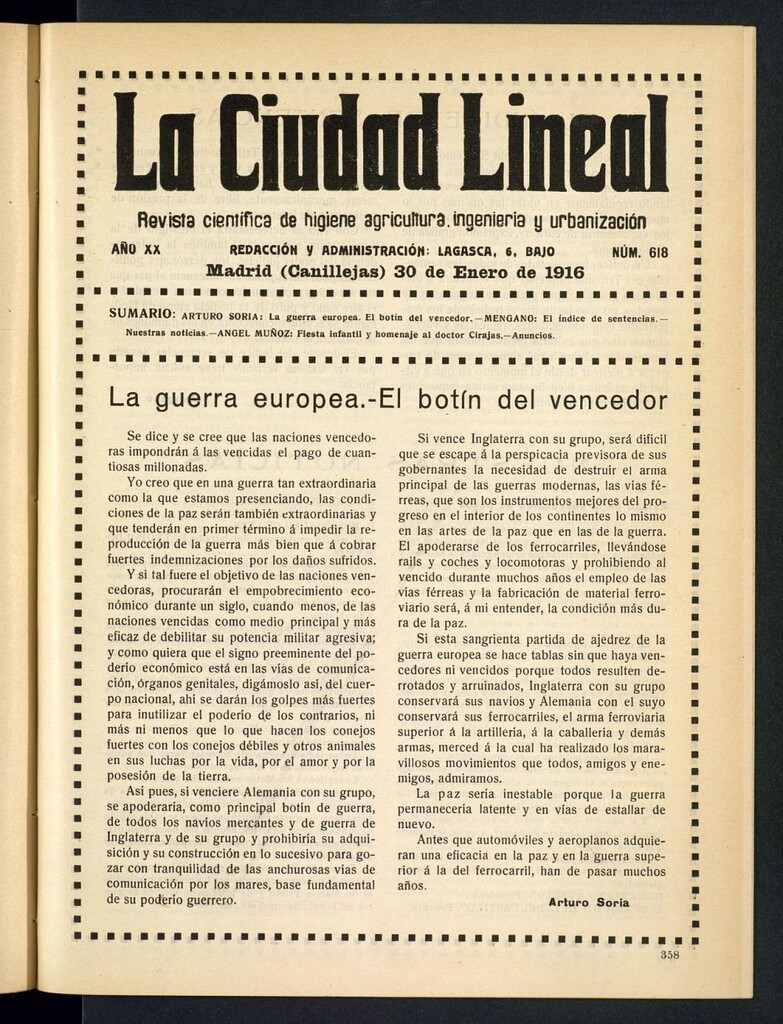 La Ciudad Lineal
Revista científica de higiene agricultura, ingeniería y urbanización
AÑO XX REDACCIÓN Y ADMINISTRACIÓN: LAGASCA, 6, BAJO NÚM. 618
Madrid (Canillejas) 30 de Enero de 1916
SUMARIO: ARTURO SORIA: La guerra europea. El botín del vencedor.—MENGANO: El índice de sentencias.—
Nuestras noticias.—ANGEL MUÑOZ: Fiesta infantil y homenaje al doctor Cirajas.—Anuncios.
La guerra europea.-El botín del vencedor
Se dice y se cree que las naciones vencedo-
ras impondrán á las vencidas el pago de cuan-
tiosas millonadas.
Yo creo que en una guerra tan extraordinaria
como la que estamos presenciando, las condi-
ciones de la paz serán también extraordinarias y
que tenderán en primer término á impedir la re-
producción de la guerra más bien que á cobrar
fuertes indemnizaciones por los daños sufridos.
Y si tal fuere el objetivo de las naciones ven-
cedoras, procurarán el empobrecimiento eco-
nómico durante un siglo, cuando menos, de las
naciones vencidas como medio principal y más
eficaz de debilitar su potencia militar agresiva;
y como quiera que el signo preeminente del po-
derio económico está en las vias de comunica-
ción, órganos genitales, digámoslo asi, del cuer-
po nacional, ahi se darán los golpes más fuertes
para inutilizar el poderio de los contrarios, ni
más ni menos que lo que hacen los conejos
fuertes con los conejos débiles y otros animales
en sus luchas por la vida, por el amor y por la
posesión de la tierra.
Asi pues, si venciere Alemania con su grupo,
se apoderaría, como principal botin de guerra,
de todos los navios mercantes y de guerra de
Inglaterra y de su grupo y prohibiria su adqui-
sición y su construcción en lo sucesivo para go-
zar con tranquilidad de las anchurosas vias de
comunicación por los mares, base fundamental
de su poderio guerrero.
Si vence Inglaterra con su grupo, será dificil
que se escape á la perspicacia previsora de sus
gobernantes la necesidad de destruir el arma
principal de las guerras modernas, las vias fé-
rreas, que son los instrumentos mejores del pro-
greso en el interior de los continentes lo mismo
en las artes de la paz que en las de la guerra.
El apoderarse de los ferrocarriles, llevándose
rails y coches y locomotoras y prohibiendo al
vencido durante muchos años el empleo de las
vias férreas y la fabricación de material ferro-
viario será, á mi entender, la condición más du-
ra de la paz.
Si esta sangrienta partida de ajedrez de la
guerra europea se hace tablas sin que haya ven-
cedores ni vencidos porque todos resulten de-
rrotados y arruinados, Inglaterra con su grupo
conservará sus navios y Alemania con el suyo
conservará sus ferrocarriles, el arma ferroviaria
superior á la artilleria, á la caballeria y demás
armas, merced á la cual ha realizado los mara-
villosos movimientos que todos, amigos y ene-
migos, admiramos.
La paz sería inestable porque la guerra
permaneceria latente y en vías de estallar de
nuevo.
Antes que automóviles y aeroplanos adquie-
ran una eficacia en la paz y en la guerra super-
ior á la del ferrocarril, han de pasar muchos
años.
Arturo Soria
358